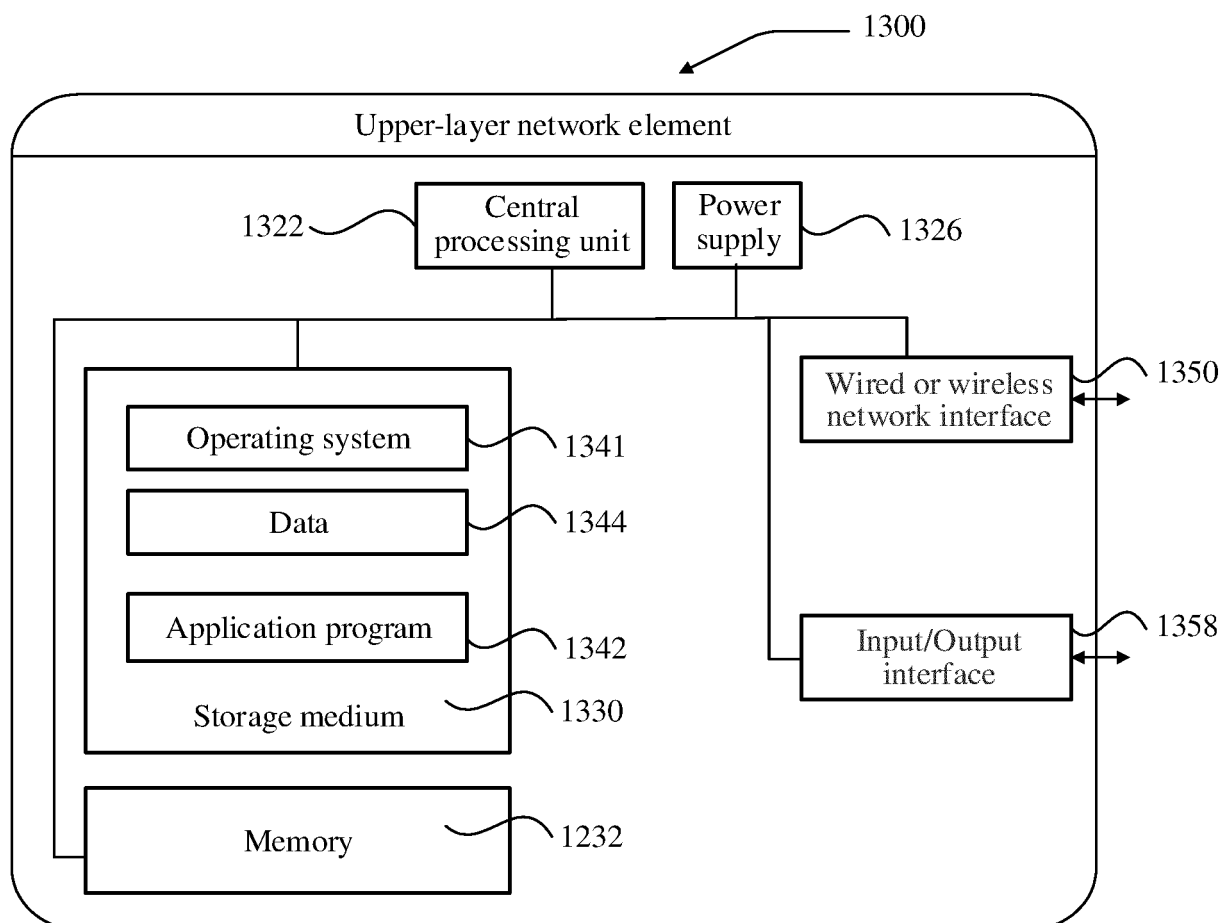 1300
Upper-layer network element
Central
processing unit
1322
Power
supply
1326
Wired or wireless
network interface
1350
Operating system
1341
Data
1344
Application program
1342
Storage medium
1330
Input/Output
interface
1358
Memory
1232